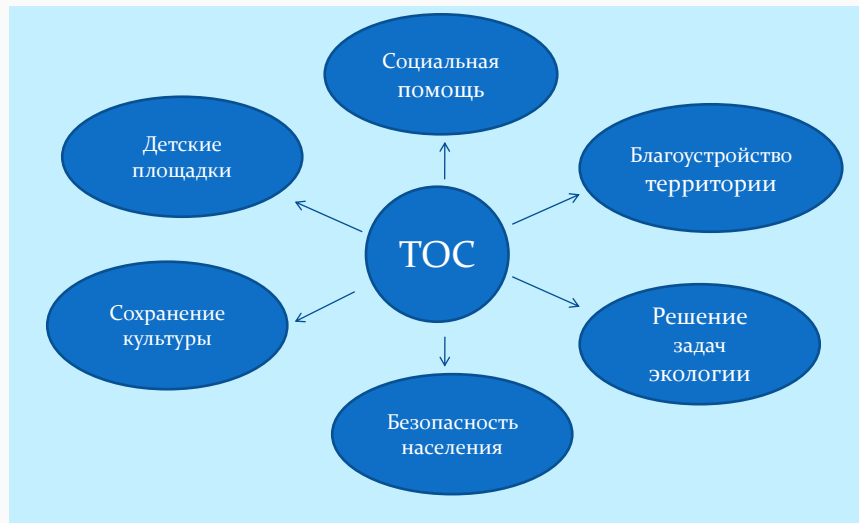 Социальная
помощь
Детские
площадки
Благоустройство
территории
ТОС
Сохранение
культуры
Решение
задач
экологии
Безопасность
населения